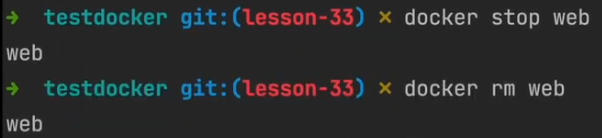 ➜ testdocker git:(lesson-33) ✗ docker stop web
web
➜ testdocker git:(lesson-33) ✗ docker rm web
web